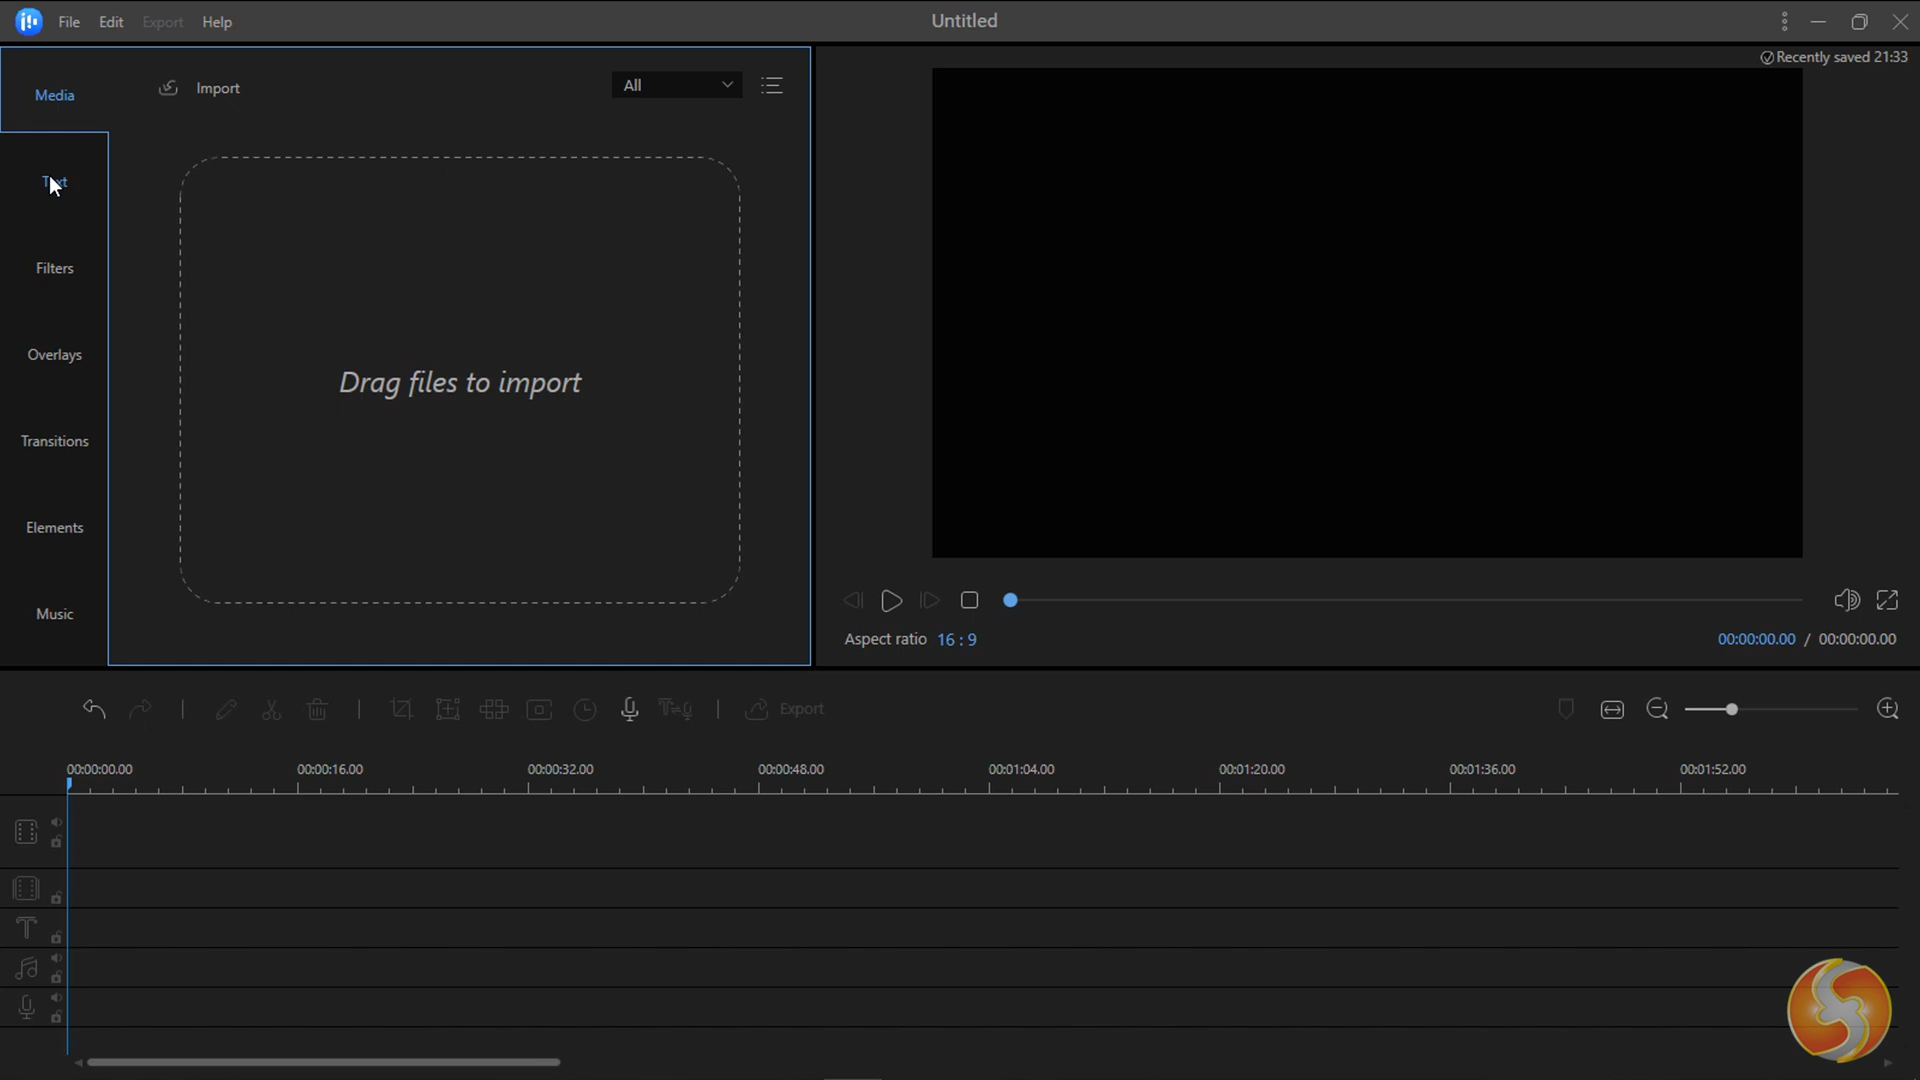 File Edit Export Help
Untitled
Recently saved 21:33
Media
Import
All
Text
Filters
Overlays
Drag files to import
Transitions
Elements
Music
Aspect ratio 16 : 9
00:00:00.00 / 00:00:00.00
Export
00:00:00.00 00:00:16.00 00:00:32.00 00:00:48.00 00:01:04.00 00:01:20.00 00:01:36.00 00:01:52.00